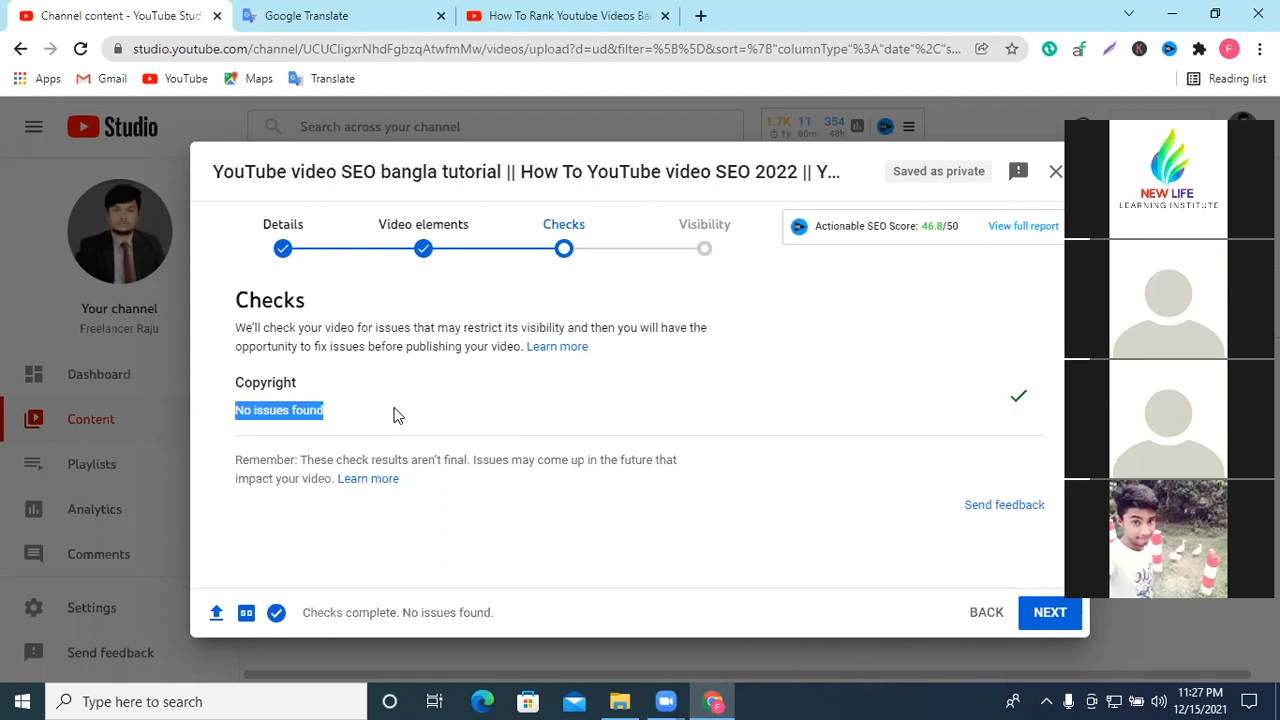 Content - YouTube Studio
Google Translate
How To Rank Youtube Videos Ba
studio.youtube.com/channel/UCUCligxrNhdFgbzqAtwfmMw/videos/upload?d=ud&filter=%5B%5D&sort=%7B"columnType"%3A"date"%2C"s...
Apps
Gmail
YouTube
Maps
Translate
Reading list
Studio
Search across your channel
1.7K 11 354
1y 60m 48h
YouTube video SEO bangla tutorial || How To YouTube video SEO 2022 || Y...
Saved as private
Details
Video elements
Checks
Visibility
Actionable SEO Score: 46.8/50
View full report
NEW LIFE
LEARNING INSTITUTE
Your channel
Freelancer Raju
Dashboard
Content
Playlists
Analytics
Comments
Settings
Send feedback
Checks
We'll check your video for issues that may restrict its visibility and then you will have the
opportunity to fix issues before publishing your video. Learn more
Copyright
No issues found
Remember: These check results aren't final. Issues may come up in the future that
impact your video. Learn more
Send feedback
SD
Checks complete. No issues found.
BACK
NEXT
Type here to search
11:27 PM
12/15/2021